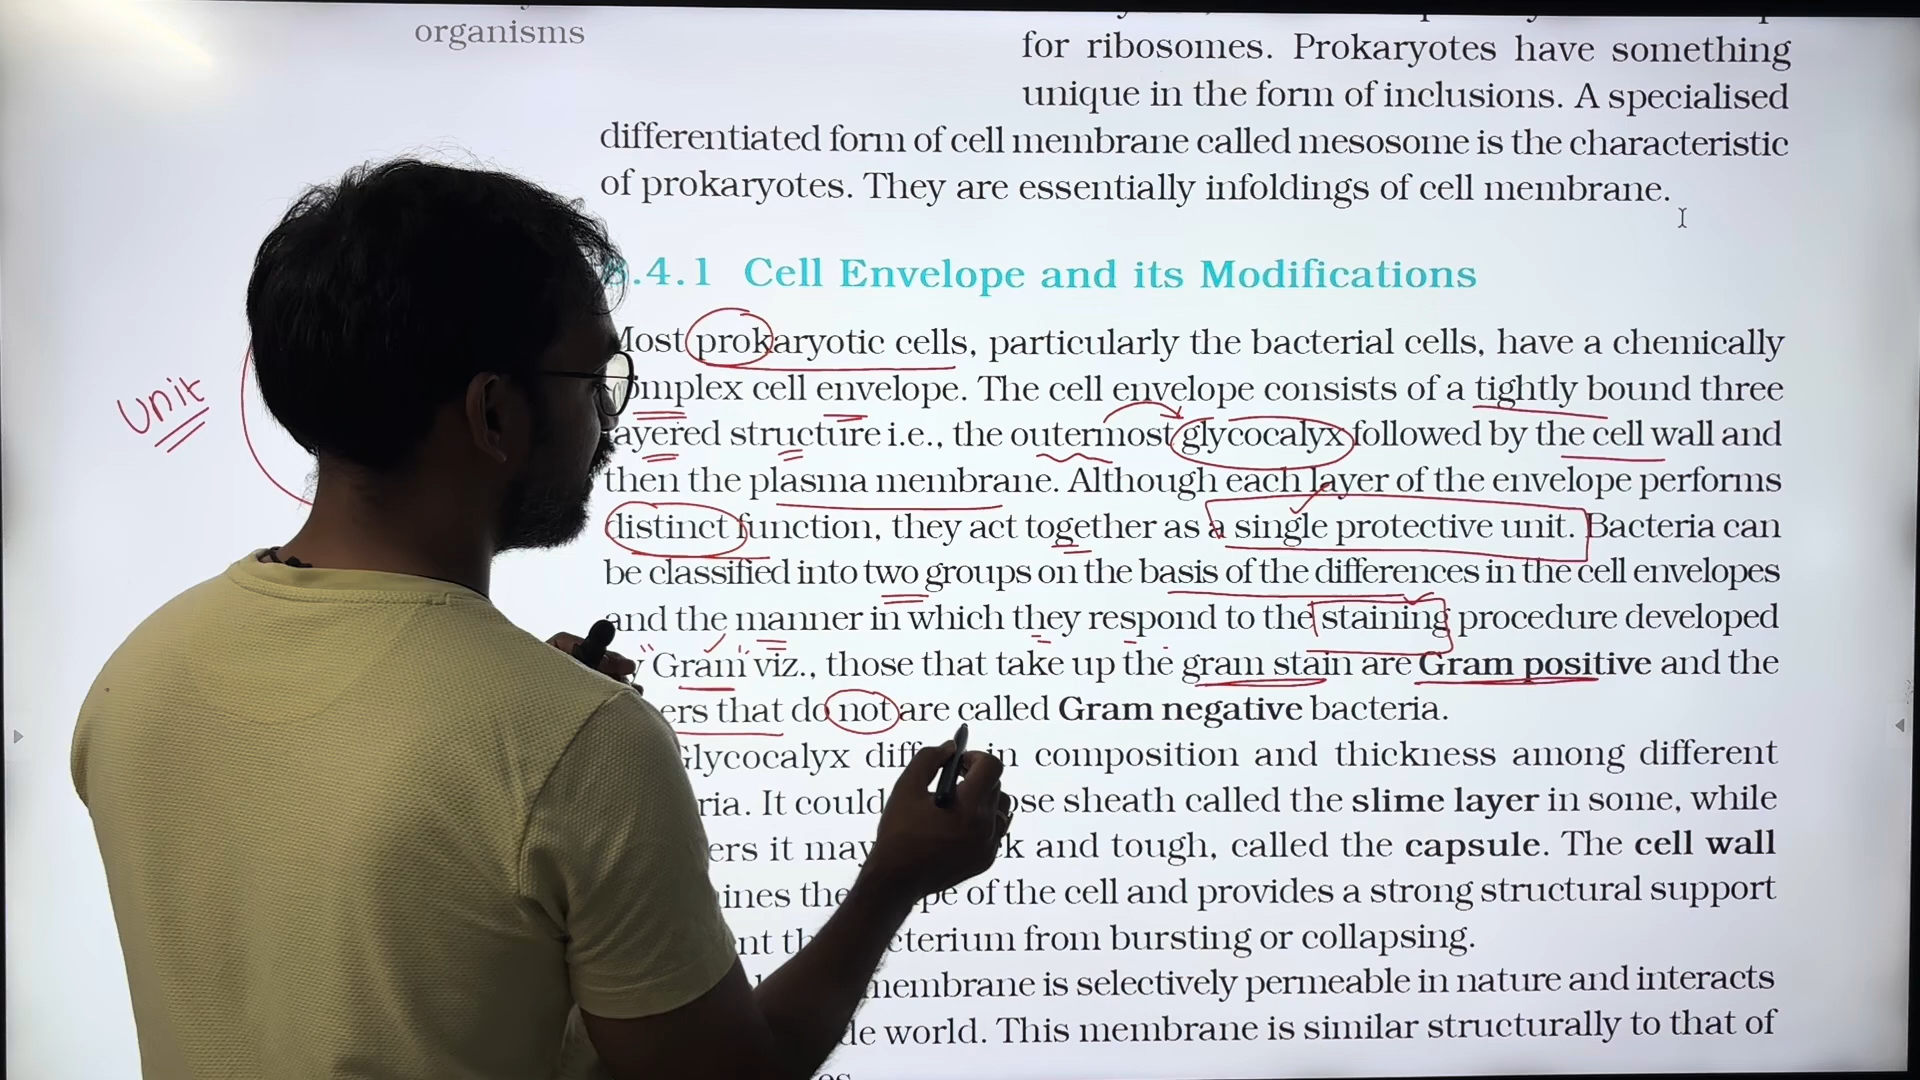 organisms
for ribosomes. Prokaryotes have something
unique in the form of inclusions. A specialised
differentiated form of cell membrane called mesosome is the characteristic
of prokaryotes. They are essentially infoldings of cell membrane.
.4.1 Cell Envelope and its Modifications
Most prokaryotic cells, particularly the bacterial cells, have a chemically
complex cell envelope. The cell envelope consists of a tightly bound three
layered structure i.e., the outermost glycocalyx followed by the cell wall and
then the plasma membrane. Although each layer of the envelope performs
distinct function, they act together as a single protective unit. Bacteria can
be classified into two groups on the basis of the differences in the cell envelopes
and the manner in which they respond to the staining procedure developed
Gram viz., those that take up the gram stain are Gram positive and the
ers that do not are called Gram negative bacteria.
Glycocalyx in composition and thickness among different
ria. It could sheath called the slime layer in some, while
ers it may and tough, called the capsule. The cell wall
ines the of the cell and provides a strong structural support
bacterium from bursting or collapsing.
membrane is selectively permeable in nature and interacts
world. This membrane is similar structurally to that of
unit